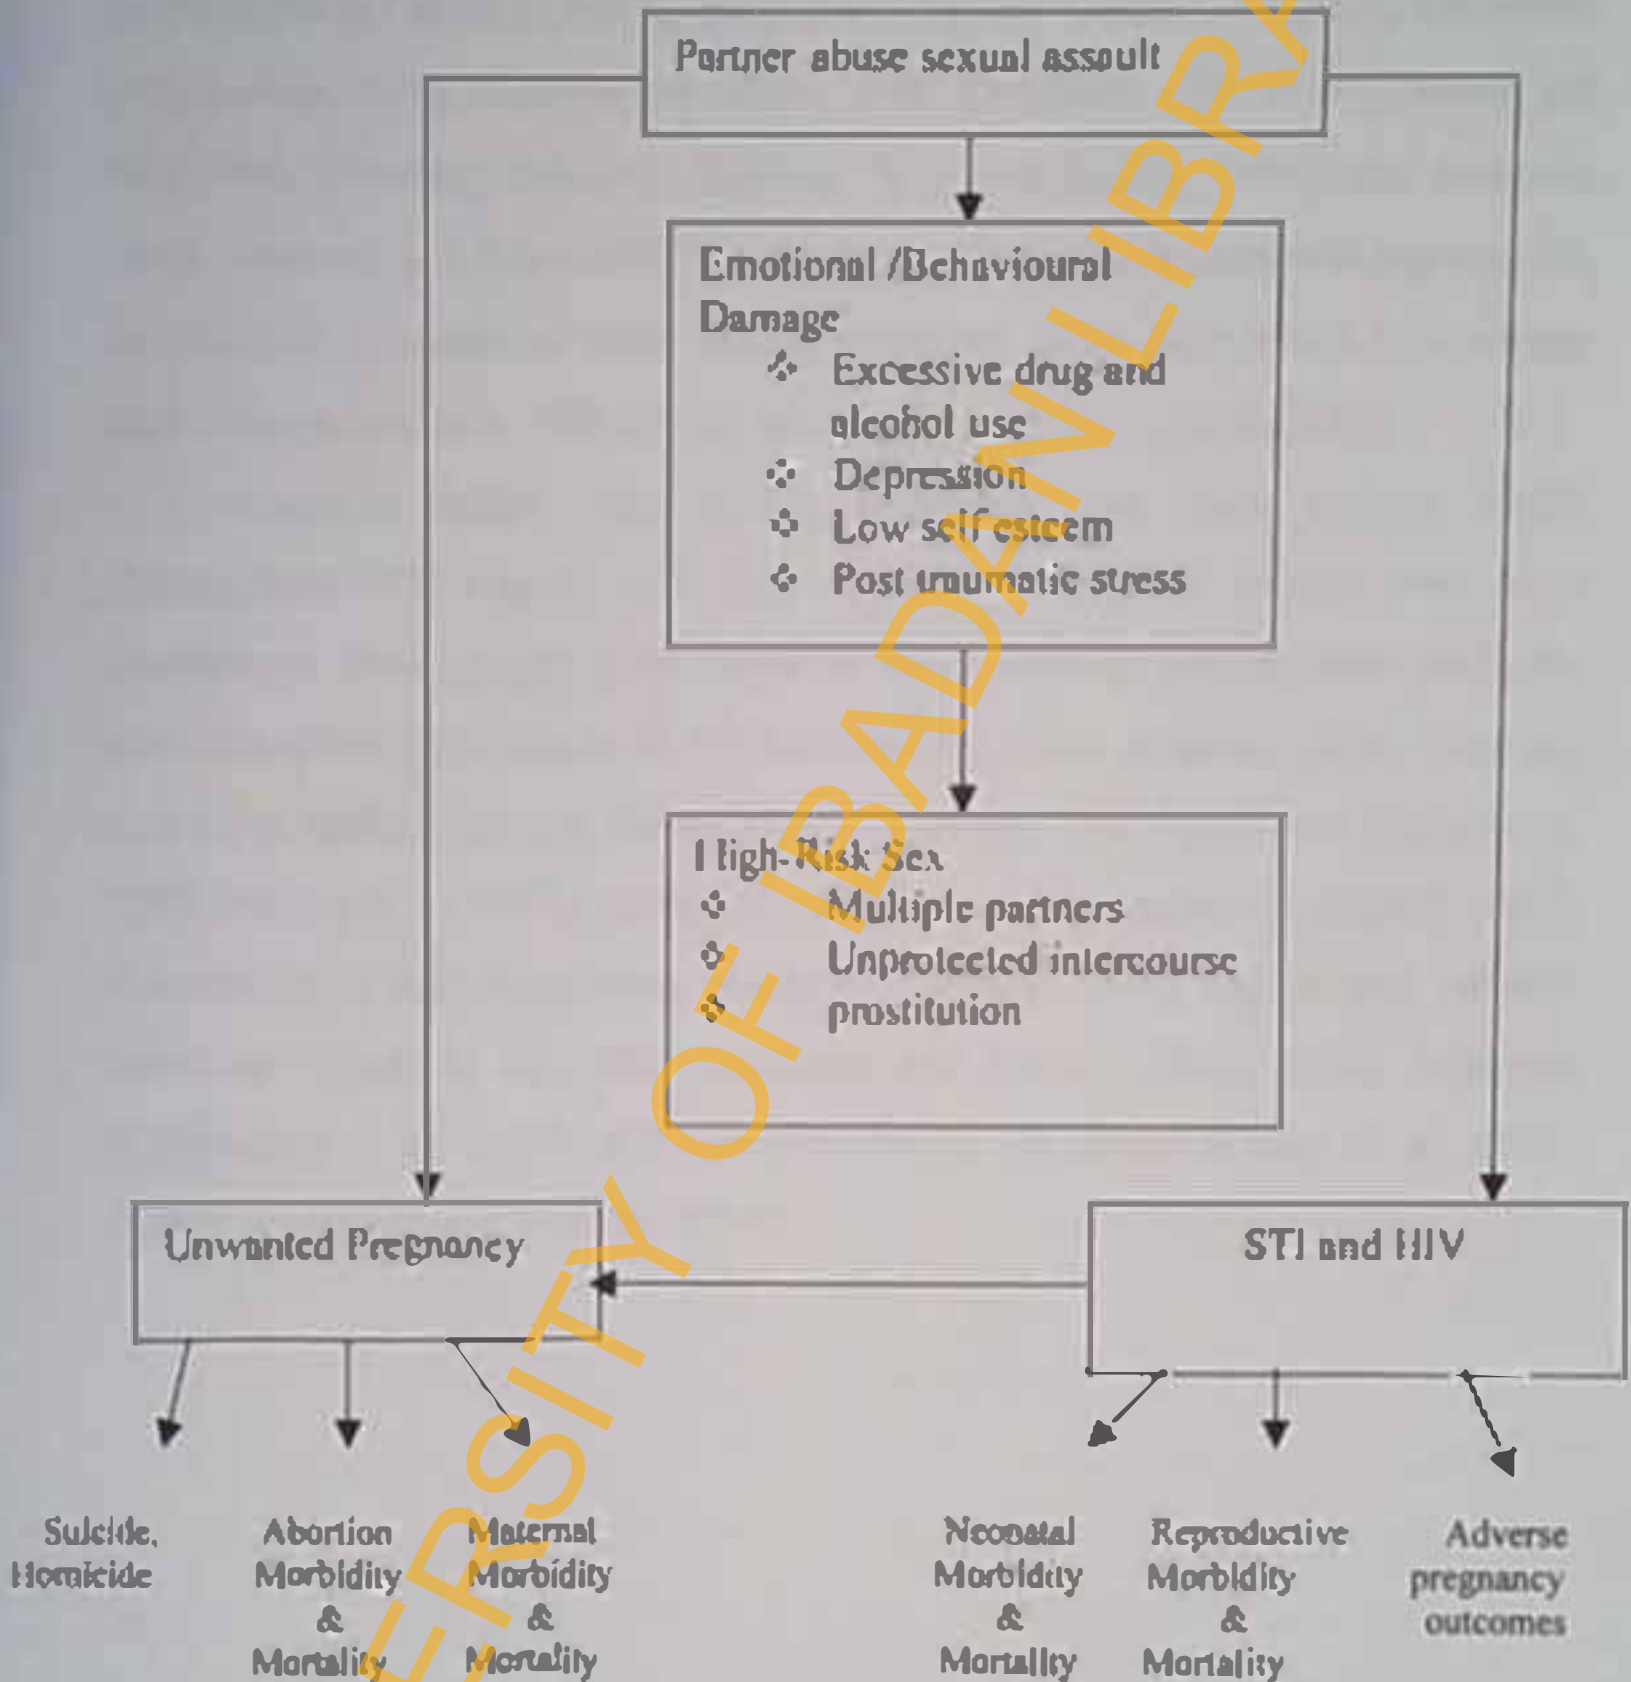 Partner abuse sexual assault
Emotional /Behavioural
Damage
❖ Excessive drug and
alcohol use
❖ Depression
❖ Low self esteem
❖ Post traumatic stress
High-Risk Sex
❖ Multiple partners
❖ Unprotected intercourse
❖ prostitution
Unwanted Pregnancy
STI and HIV
Suicide,
Homicide
Abortion
Morbidity
&
Mortality
Maternal
Morbidity
&
Mortality
Neonatal
Morbidity
&
Mortality
Reproductive
Morbidity
&
Mortality
Adverse
pregnancy
outcomes
OF IBADAN